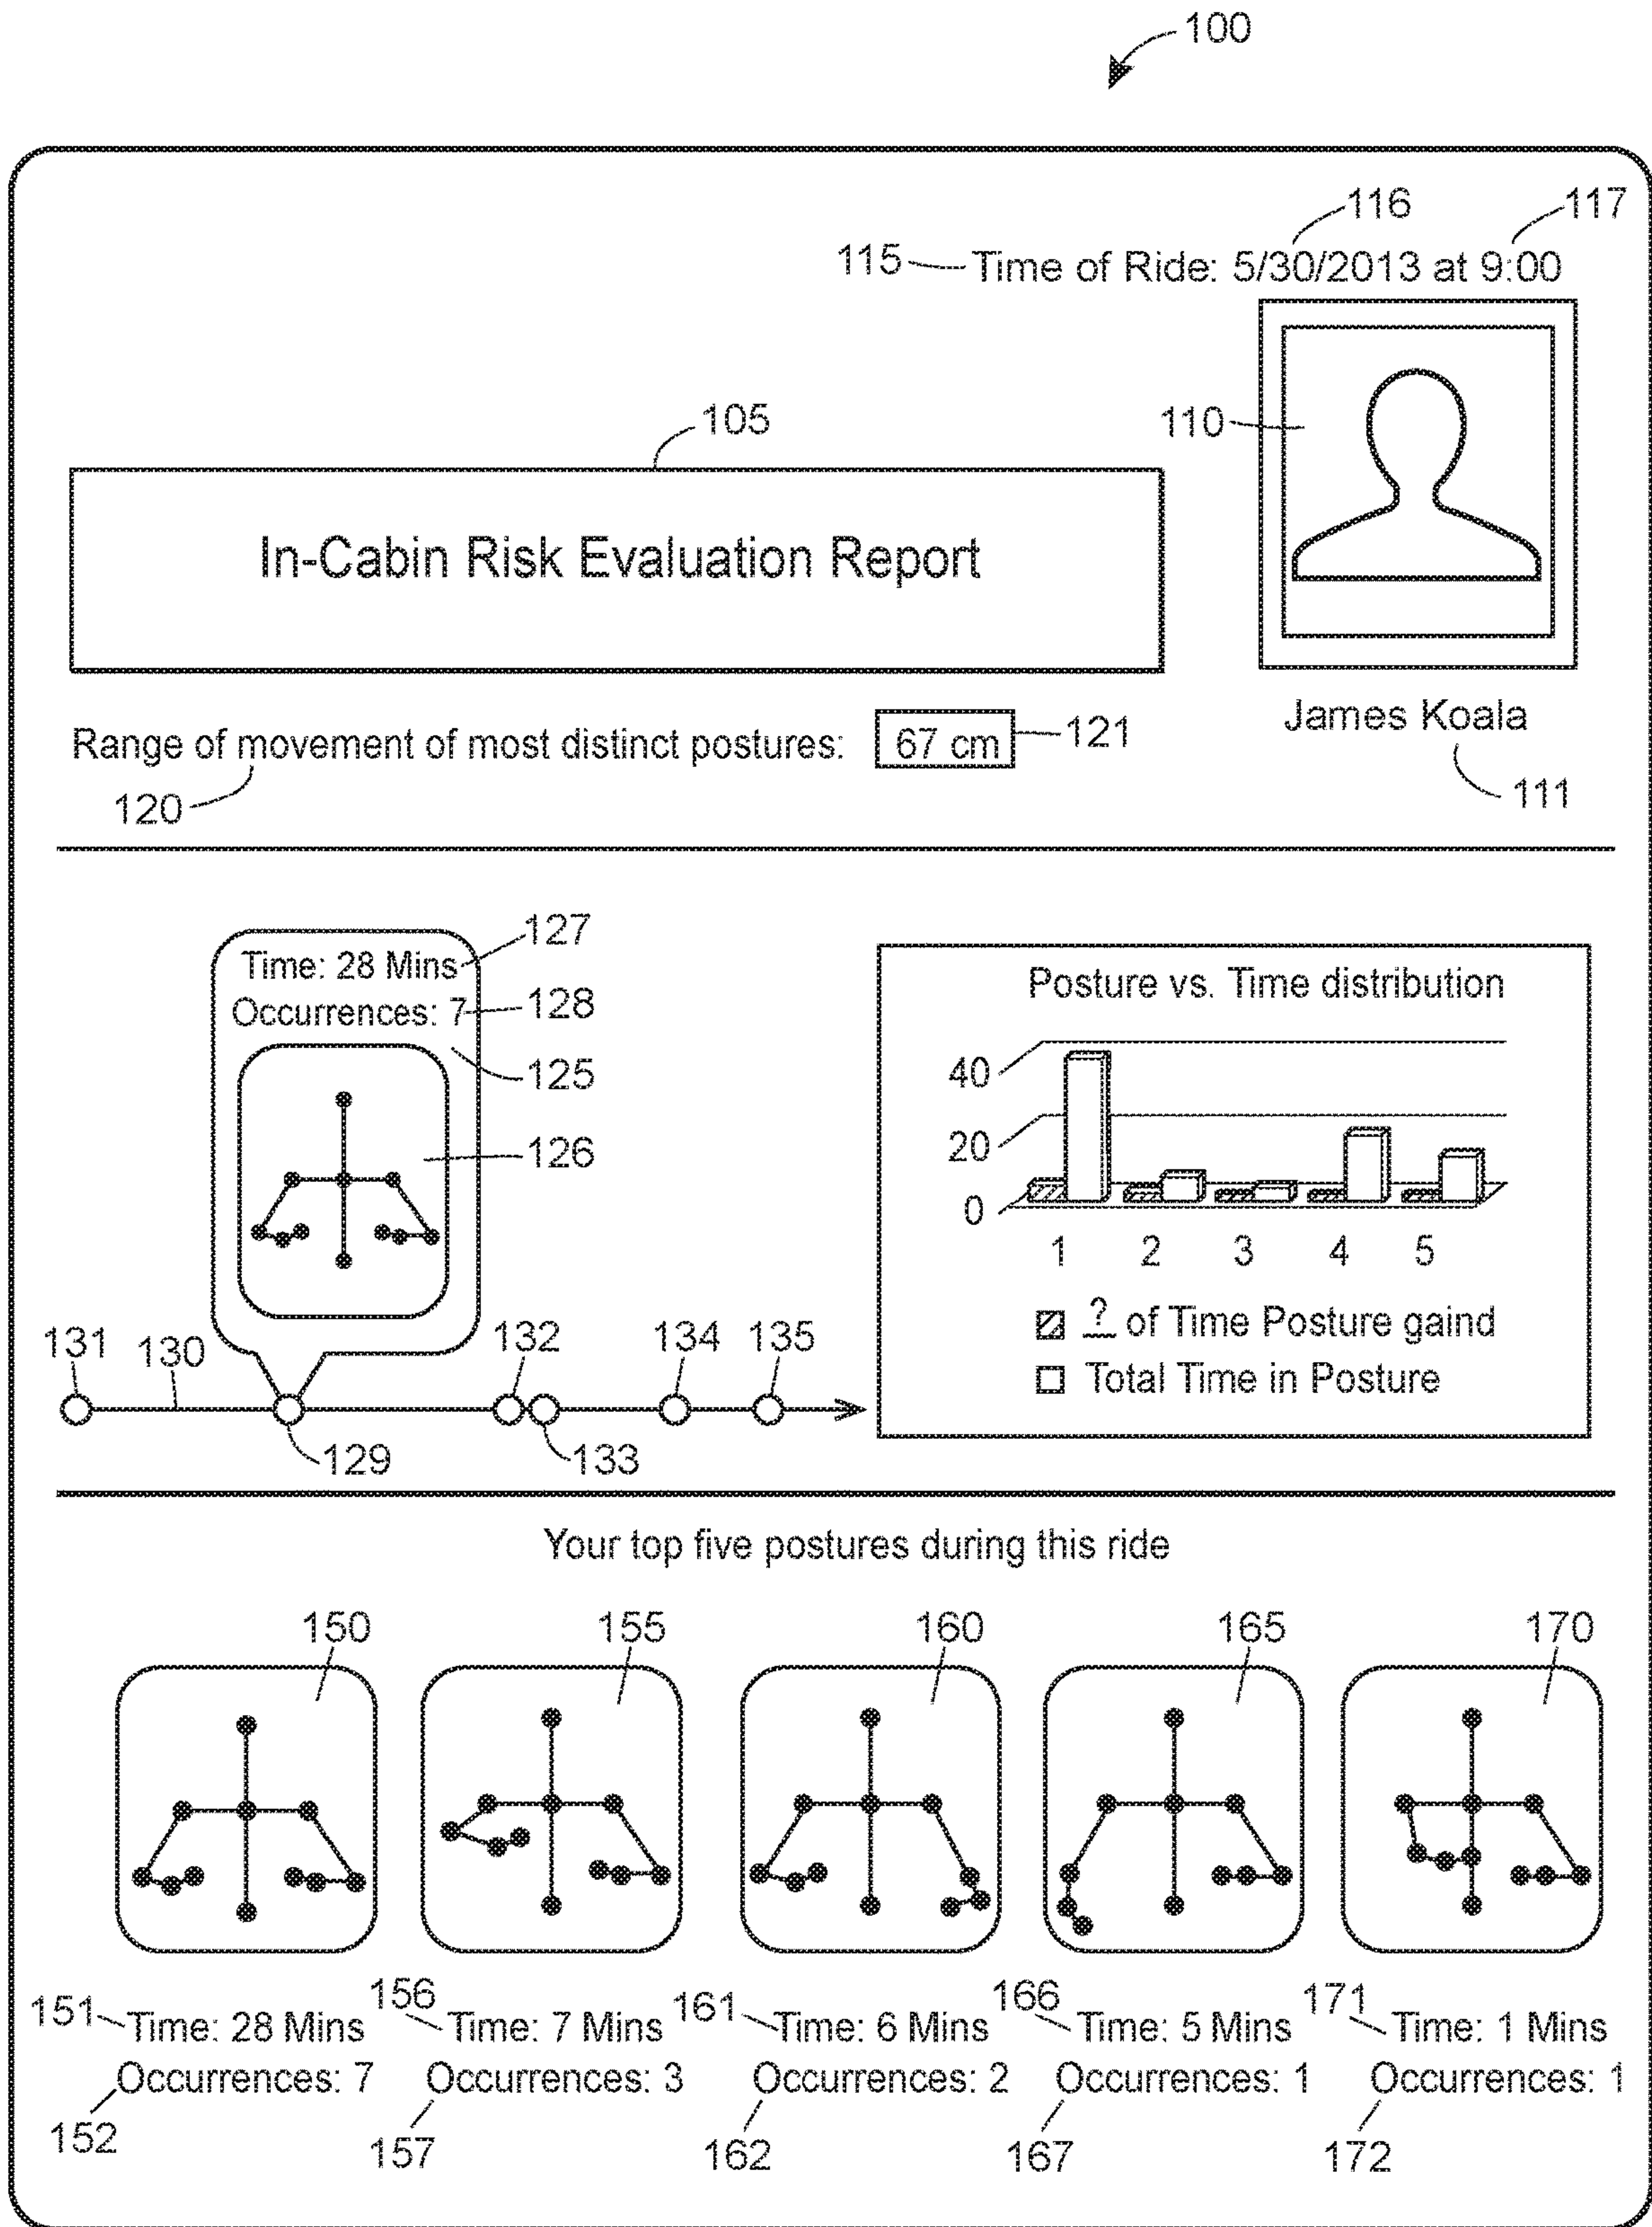 100
116
117
115
Time of Ride: 5/30/2013 at 9:00
110
105
In-Cabin Risk Evaluation Report
James Koala
111
Range of movement of most distinct postures:
67 cm
121
120
127
Time: 28 Mins
Occurrences: 7
128
125
126
131
130
129
132
133
134
135
Posture vs. Time distribution
40
20
0
1 2 3 4 5
? of Time Posture gaind
Total Time in Posture
Your top five postures during this ride
150
155
160
165
170
151
Time: 28 Mins
Occurrences: 7
152
156
Time: 7 Mins
Occurrences: 3
157
161
Time: 6 Mins
Occurrences: 2
162
166
Time: 5 Mins
Occurrences: 1
167
171
Time: 1 Mins
Occurrences: 1
172